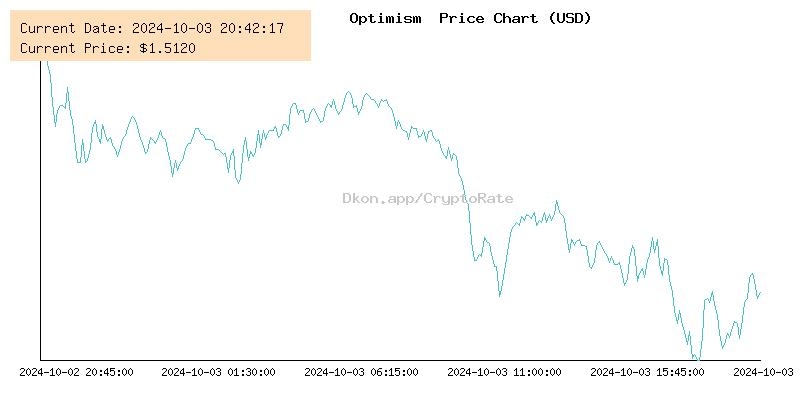 Optimism  Price Chart (USD)
Current Date: 2024-10-03 20:42:17
Current Price: $1.5120
Dkon.app/CryptoRate
2024-10-02 20:45:00 2024-10-03 01:30:00 2024-10-03 06:15:00 2024-10-03 11:00:00 2024-10-03 15:45:00 2024-10-03